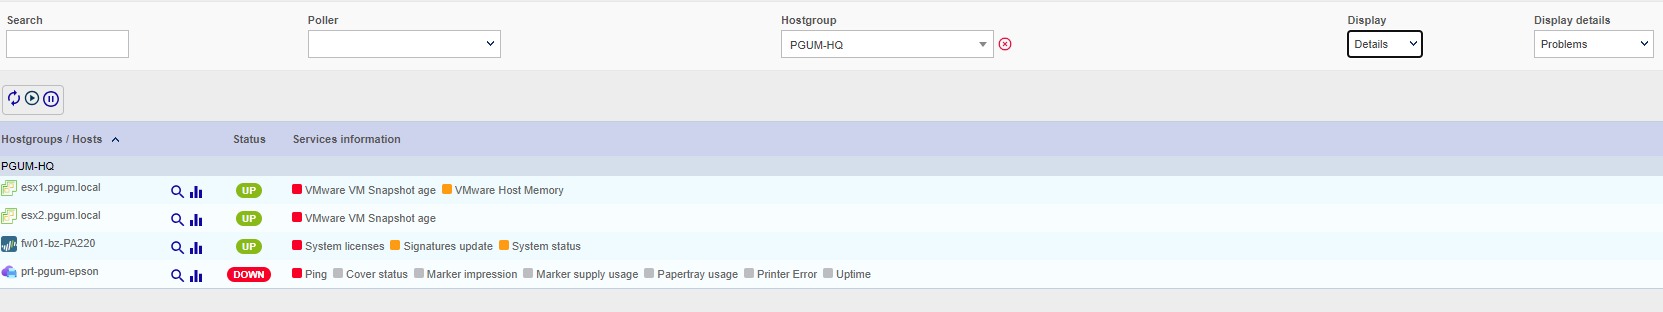 Search Poller Hostgroup Display Display details
PGUM-HQ Details Problems
Hostgroups / Hosts Status Services information
PGUM-HQ
esx1.pgum.local UP VMware VM Snapshot age VMware Host Memory
esx2.pgum.local UP VMware VM Snapshot age
fw01-bz-PA220 UP System licenses Signatures update System status
prt-pgum-epson DOWN Ping Cover status Marker impression Marker supply usage Papertray usage Printer Error Uptime